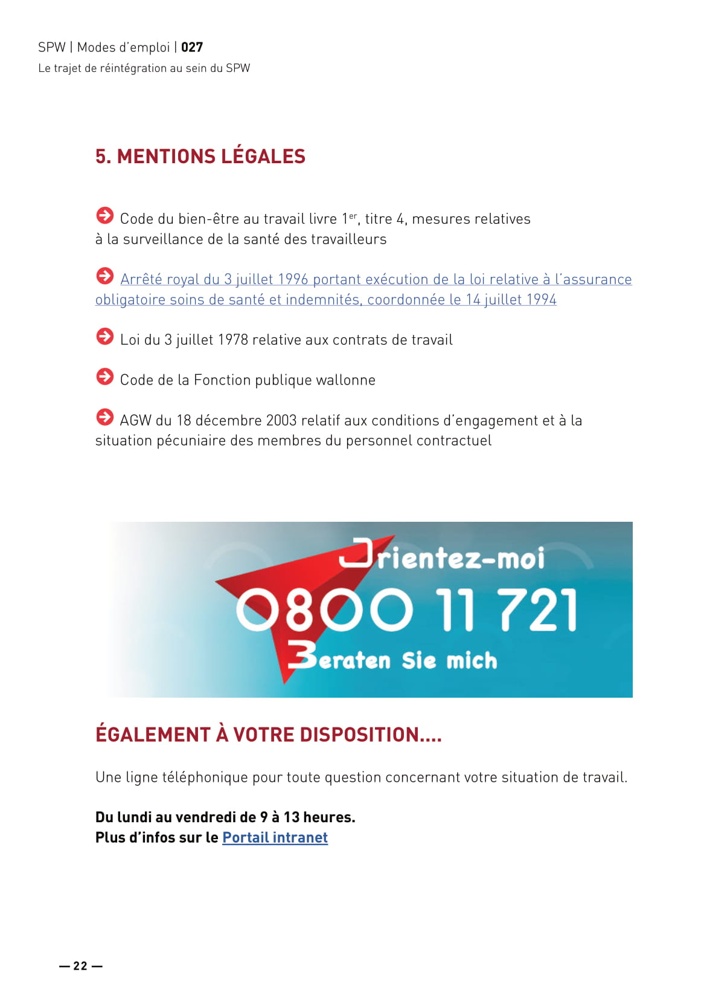 SPW | Modes d'emploi | 027
Le trajet de réintégration au sein du SPW
5. MENTIONS LÉGALES
Code du bien-être au travail livre 1er, titre 4, mesures relatives
à la surveillance de la santé des travailleurs
Arrêté royal du 3 juillet 1996 portant exécution de la loi relative à l'assurance
obligatoire soins de santé et indemnités, coordonnée le 14 juillet 1994
Loi du 3 juillet 1978 relative aux contrats de travail
Code de la Fonction publique wallonne
AGW du 18 décembre 2003 relatif aux conditions d'engagement et à la
situation pécuniaire des membres du personnel contractuel
Orientez-moi
0800 11 721
Beraten Sie mich
ÉGALEMENT À VOTRE DISPOSITION....
Une ligne téléphonique pour toute question concernant votre situation de travail.
Du lundi au vendredi de 9 à 13 heures.
Plus d'infos sur le Portail intranet
— 22 —